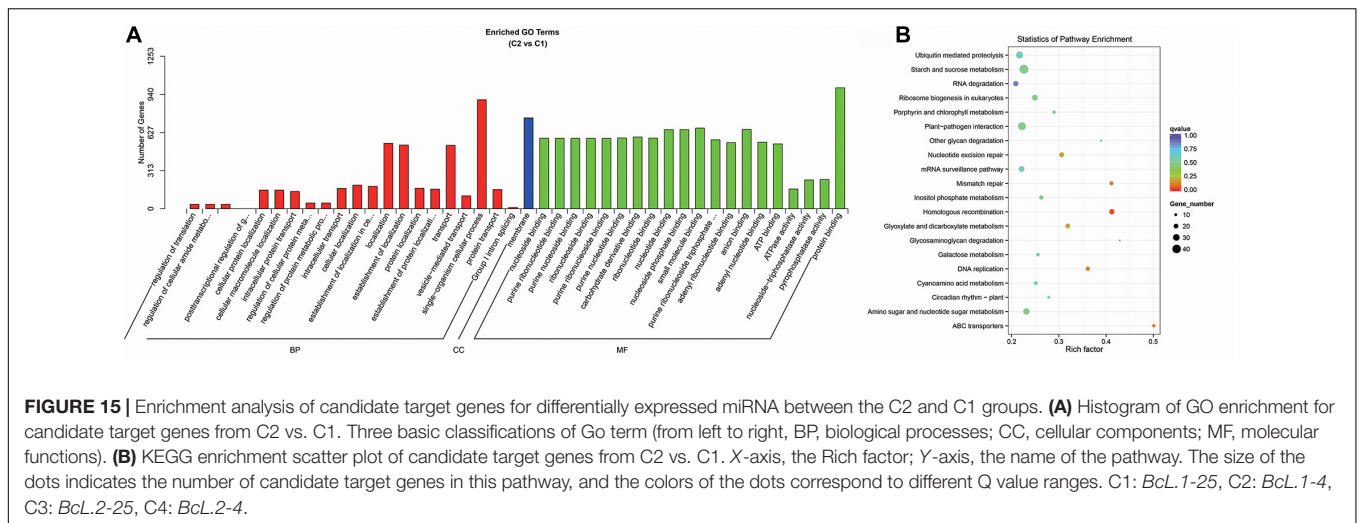 A
Enriched GO Terms
(C2 vs C1)
Number of Genes
1253
940
627
313
0
regulation of translation
regulation of cellular amide metabo...
posttranscriptional regulation of g...
cellular protein localization
cellular macromolecule localization
intracellular protein transport
regulation of cellular protein meta...
regulation of protein metabolic pro...
intracellular transport
cellular localization
establishment of localization in ce...
localization
establishment of localization
protein localization
establishment of protein localizati...
transport
vesicle-mediated transport
single-organism cellular process
protein transport
Group I intron splicing
membrane
nucleoside binding
purine ribonucleoside binding
purine nucleoside binding
ribonucleoside binding
purine ribonucleotide binding
purine nucleotide binding
carbohydrate derivative binding
ribonucleotide binding
nucleotide binding
nucleoside phosphate binding
small molecule binding
purine ribonucleoside triphosphate ...
adenyl ribonucleotide binding
anion binding
adenyl nucleotide binding
ATP binding
ATPase activity
nucleoside-triphosphatase activity
pyrophosphatase activity
protein binding
BP
CC
MF
B
Statistics of Pathway Enrichment
Ubiquitin mediated proteolysis
Starch and sucrose metabolism
RNA degradation
Ribosome biogenesis in eukaryotes
Porphyrin and chlorophyll metabolism
Plant-pathogen interaction
Other glycan degradation
Nucleotide excision repair
mRNA surveillance pathway
Mismatch repair
Inositol phosphate metabolism
Homologous recombination
Glyoxylate and dicarboxylate metabolism
Glycosaminoglycan degradation
Galactose metabolism
DNA replication
Cyanoamino acid metabolism
Circadian rhythm - plant
Amino sugar and nucleotide sugar metabolism
ABC transporters
0.2 0.3 0.4 0.5
Rich factor
qvalue
1.00
0.75
0.50
0.25
0.00
Gene_number
10
20
30
40
FIGURE 15 | Enrichment analysis of candidate target genes for differentially expressed miRNA between the C2 and C1 groups. (A) Histogram of GO enrichment for
candidate target genes from C2 vs. C1. Three basic classifications of Go term (from left to right, BP, biological processes; CC, cellular components; MF, molecular
functions). (B) KEGG enrichment scatter plot of candidate target genes from C2 vs. C1. X-axis, the Rich factor; Y-axis, the name of the pathway. The size of the
dots indicates the number of candidate target genes in this pathway, and the colors of the dots correspond to different Q value ranges. C1: BcL.1-25, C2: BcL.1-4,
C3: BcL.2-25, C4: BcL.2-4.